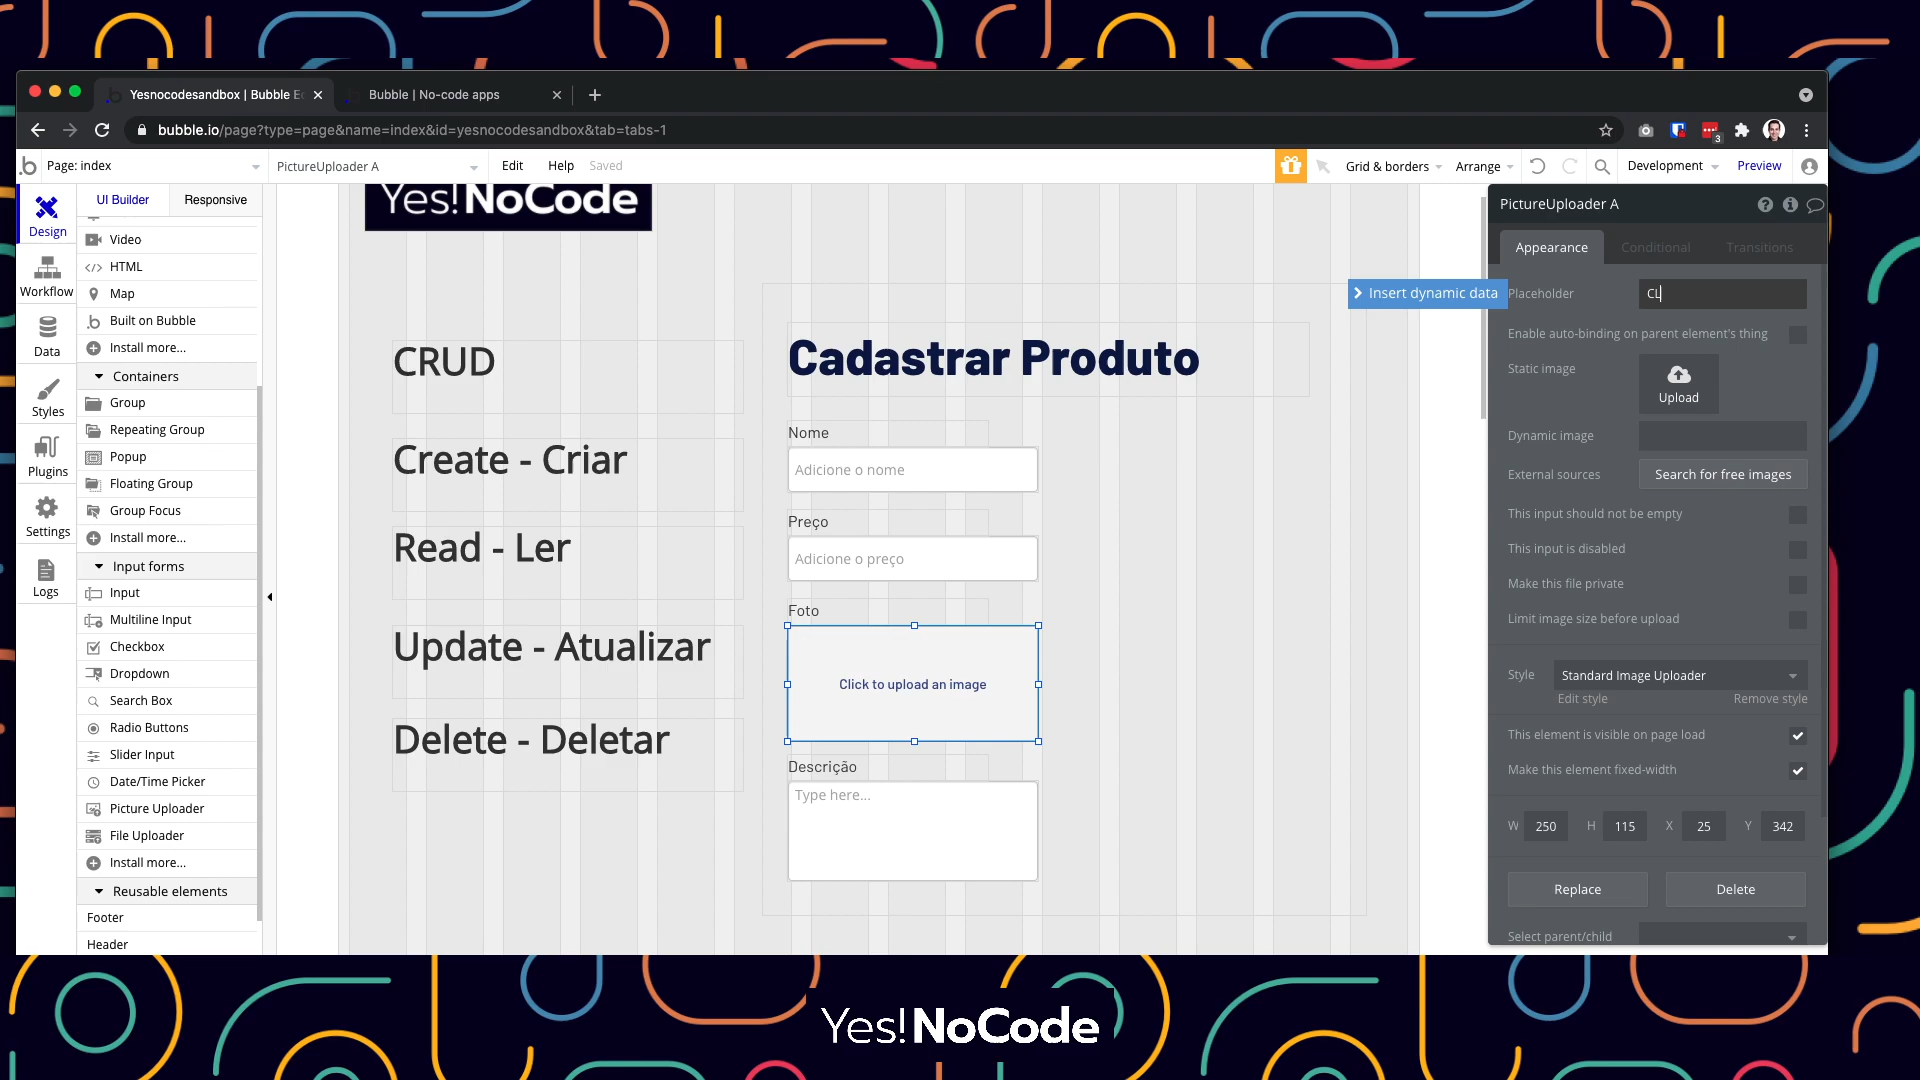 Yesnocodesandbox | Bubble E
Bubble | No-code apps
bubble.io/page?type=page&name=index&id=yesnocodesandbox&tab=tabs-1
3
Page: index
PictureUploader A
Edit
Help
Saved
Grid & borders
Arrange
Development
Preview
Design
Workflow
Data
Styles
Plugins
Settings
Logs
UI Builder
Responsive
Video
HTML
Map
Built on Bubble
Install more...
Containers
Group
Repeating Group
Popup
Floating Group
Group Focus
Install more...
Input forms
Input
Multiline Input
Checkbox
Dropdown
Search Box
Radio Buttons
Slider Input
Date/Time Picker
Picture Uploader
File Uploader
Install more...
Reusable elements
Footer
Header
Yes!NoCode
CRUD
Create - Criar
Read - Ler
Update - Atualizar
Delete - Deletar
Cadastrar Produto
Nome
Adicione o nome
Preço
Adicione o preço
Foto
Click to upload an image
Descrição
Type here...
PictureUploader A
Appearance
Conditional
Transitions
Insert dynamic data
Placeholder
CL
Enable auto-binding on parent element's thing
Static image
Upload
Dynamic image
External sources
Search for free images
This input should not be empty
This input is disabled
Make this file private
Limit image size before upload
Style
Standard Image Uploader
Edit style
Remove style
This element is visible on page load
Make this element fixed-width
W 250 H 115 X 25 Y 342
Replace
Delete
Select parent/child
Yes!NoCode